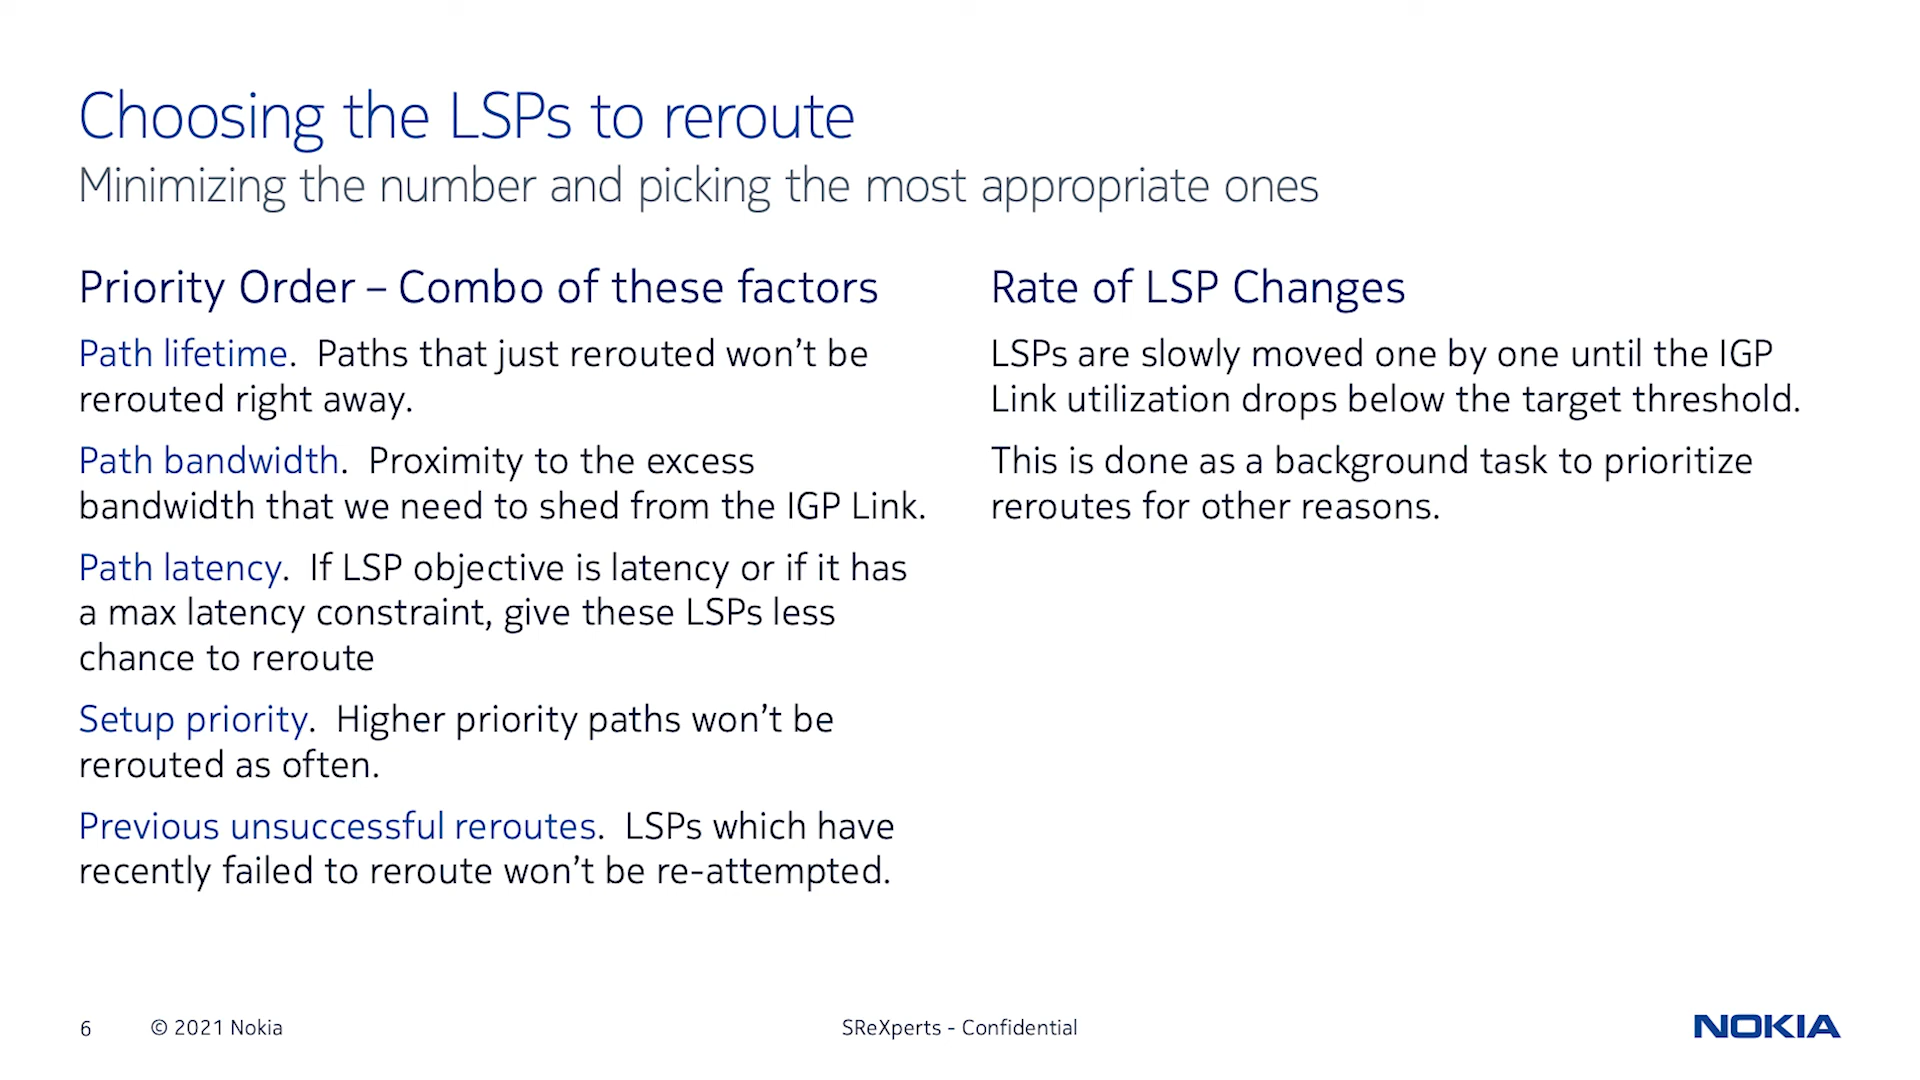 Choosing the LSPs to reroute
Minimizing the number and picking the most appropriate ones
Priority Order – Combo of these factors
Path lifetime.  Paths that just rerouted won’t be
rerouted right away.
Path bandwidth.  Proximity to the excess
bandwidth that we need to shed from the IGP Link.
Path latency.  If LSP objective is latency or if it has
a max latency constraint, give these LSPs less
chance to reroute
Setup priority.  Higher priority paths won’t be
rerouted as often.
Previous unsuccessful reroutes.  LSPs which have
recently failed to reroute won’t be re-attempted.
Rate of LSP Changes
LSPs are slowly moved one by one until the IGP
Link utilization drops below the target threshold.
This is done as a background task to prioritize
reroutes for other reasons.
6
© 2021 Nokia
SReXperts - Confidential
NOKIA